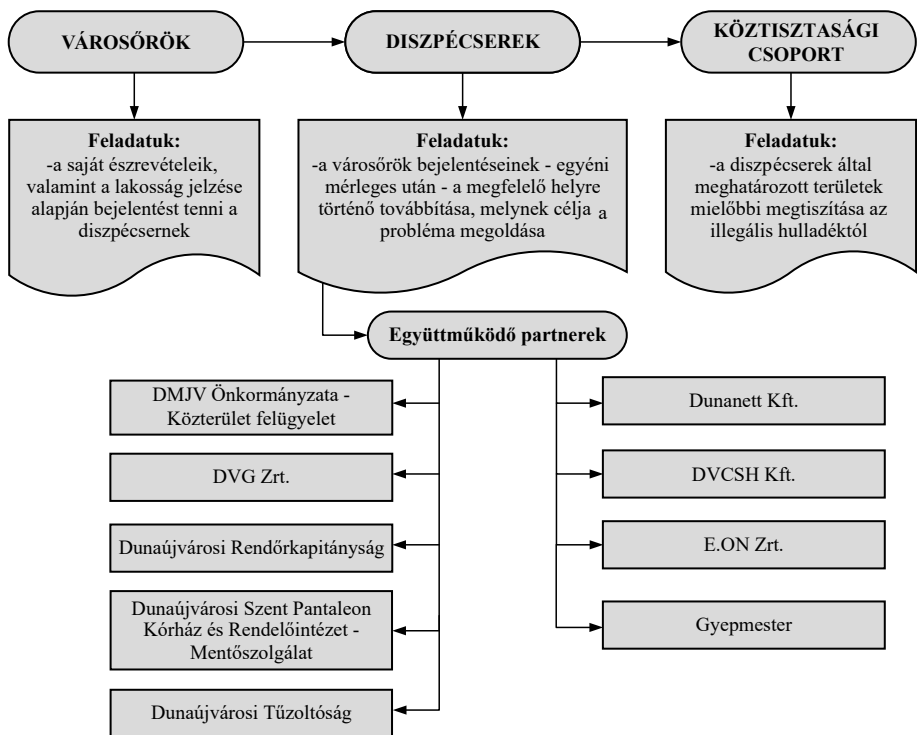 VÁROSŐRÖK
DISZPÉCSEREK
KÖZTISZTASÁGI
CSOPORT
Feladatuk:
-a saját észrevételeik,
valamint a lakosság jelzése
alapján bejelentést tenni a
diszpécsernek
Feladatuk:
-a városőrök bejelentéseinek - egyéni
mérleges után - a megfelelő helyre
történő továbbítása, melynek célja a
probléma megoldása
Feladatuk:
-a diszpécserek által
meghatározott területek
mielőbbi megtiszítása az
illegális hulladéktól
Együttműködő partnerek
DMJV Önkormányzata -
Közterület felügyelet
DVG Zrt.
Dunaújvárosi Rendőrkapitányság
Dunaújvárosi Szent Pantaleon
Kórház és Rendelőintézet -
Mentőszolgálat
Dunaújvárosi Tűzoltóság
Dunanett Kft.
DVCSH Kft.
E.ON Zrt.
Gyepmester